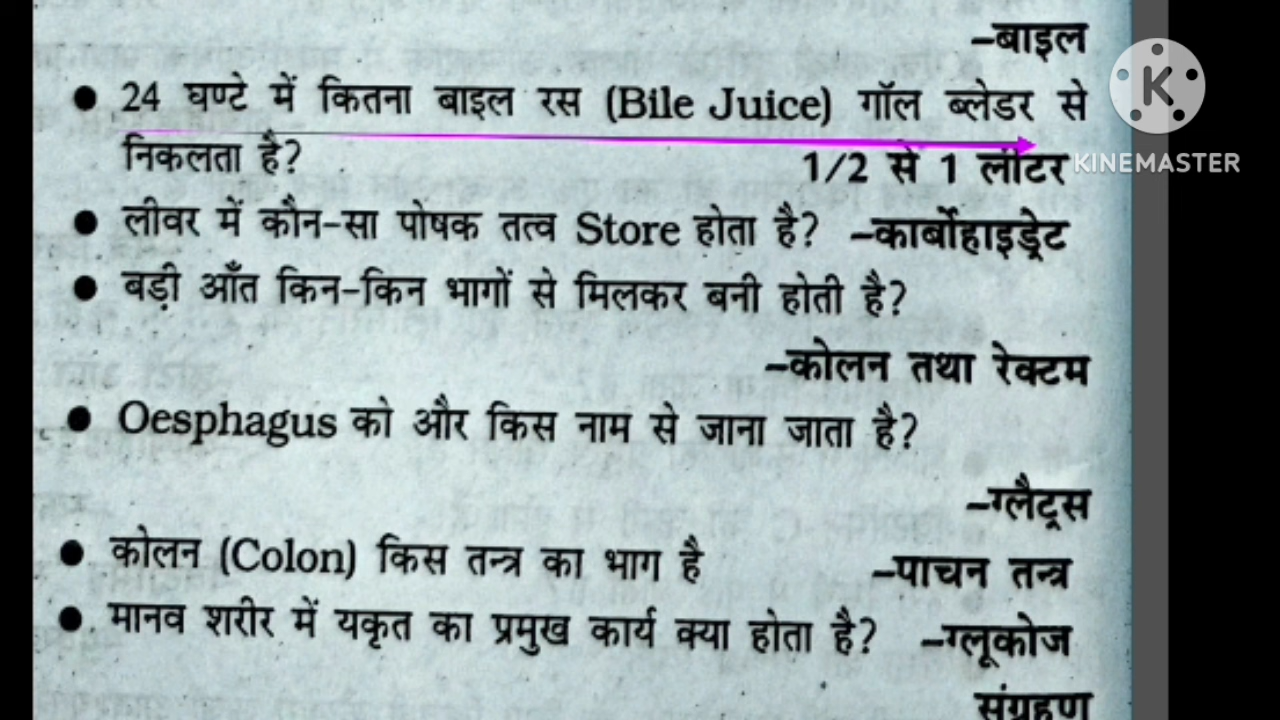 –बाइल
● 24 घण्टे में कितना बाइल रस (Bile Juice) गॉल ब्लेडर से
निकलता है? 1/2 से 1 लीटर
KINEMASTER
● लीवर में कौन-सा पोषक तत्व Store होता है? –कार्बोहाइड्रेट
● बड़ी आँत किन-किन भागों से मिलकर बनी होती है?
–कोलन तथा रेक्टम
● Oesphagus को और किस नाम से जाना जाता है?
–ग्लैट्रस
● कोलन (Colon) किस तन्त्र का भाग है –पाचन तन्त्र
● मानव शरीर में यकृत का प्रमुख कार्य क्या होता है? –ग्लूकोज
संग्रहण